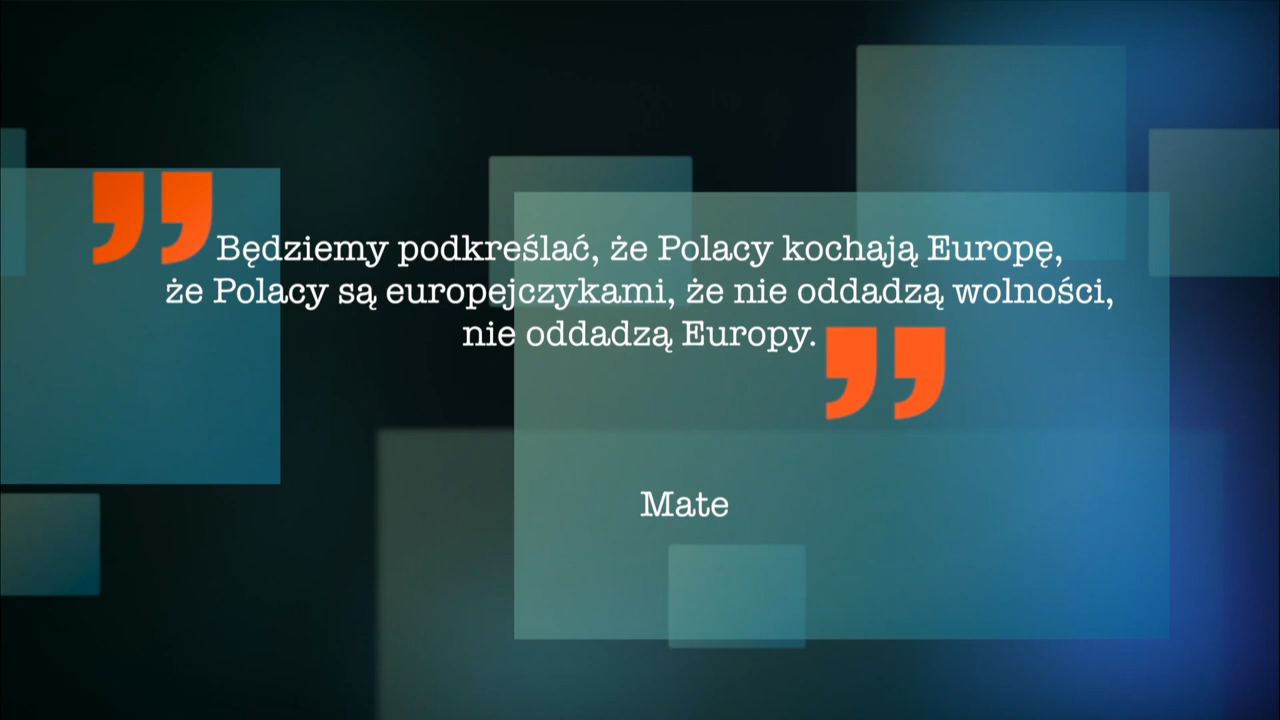 ”Będziemy podkreślać, że Polacy kochają Europę,
że Polacy są europejczykami, że nie oddadzą wolności,
nie oddadzą Europy.”
Mate